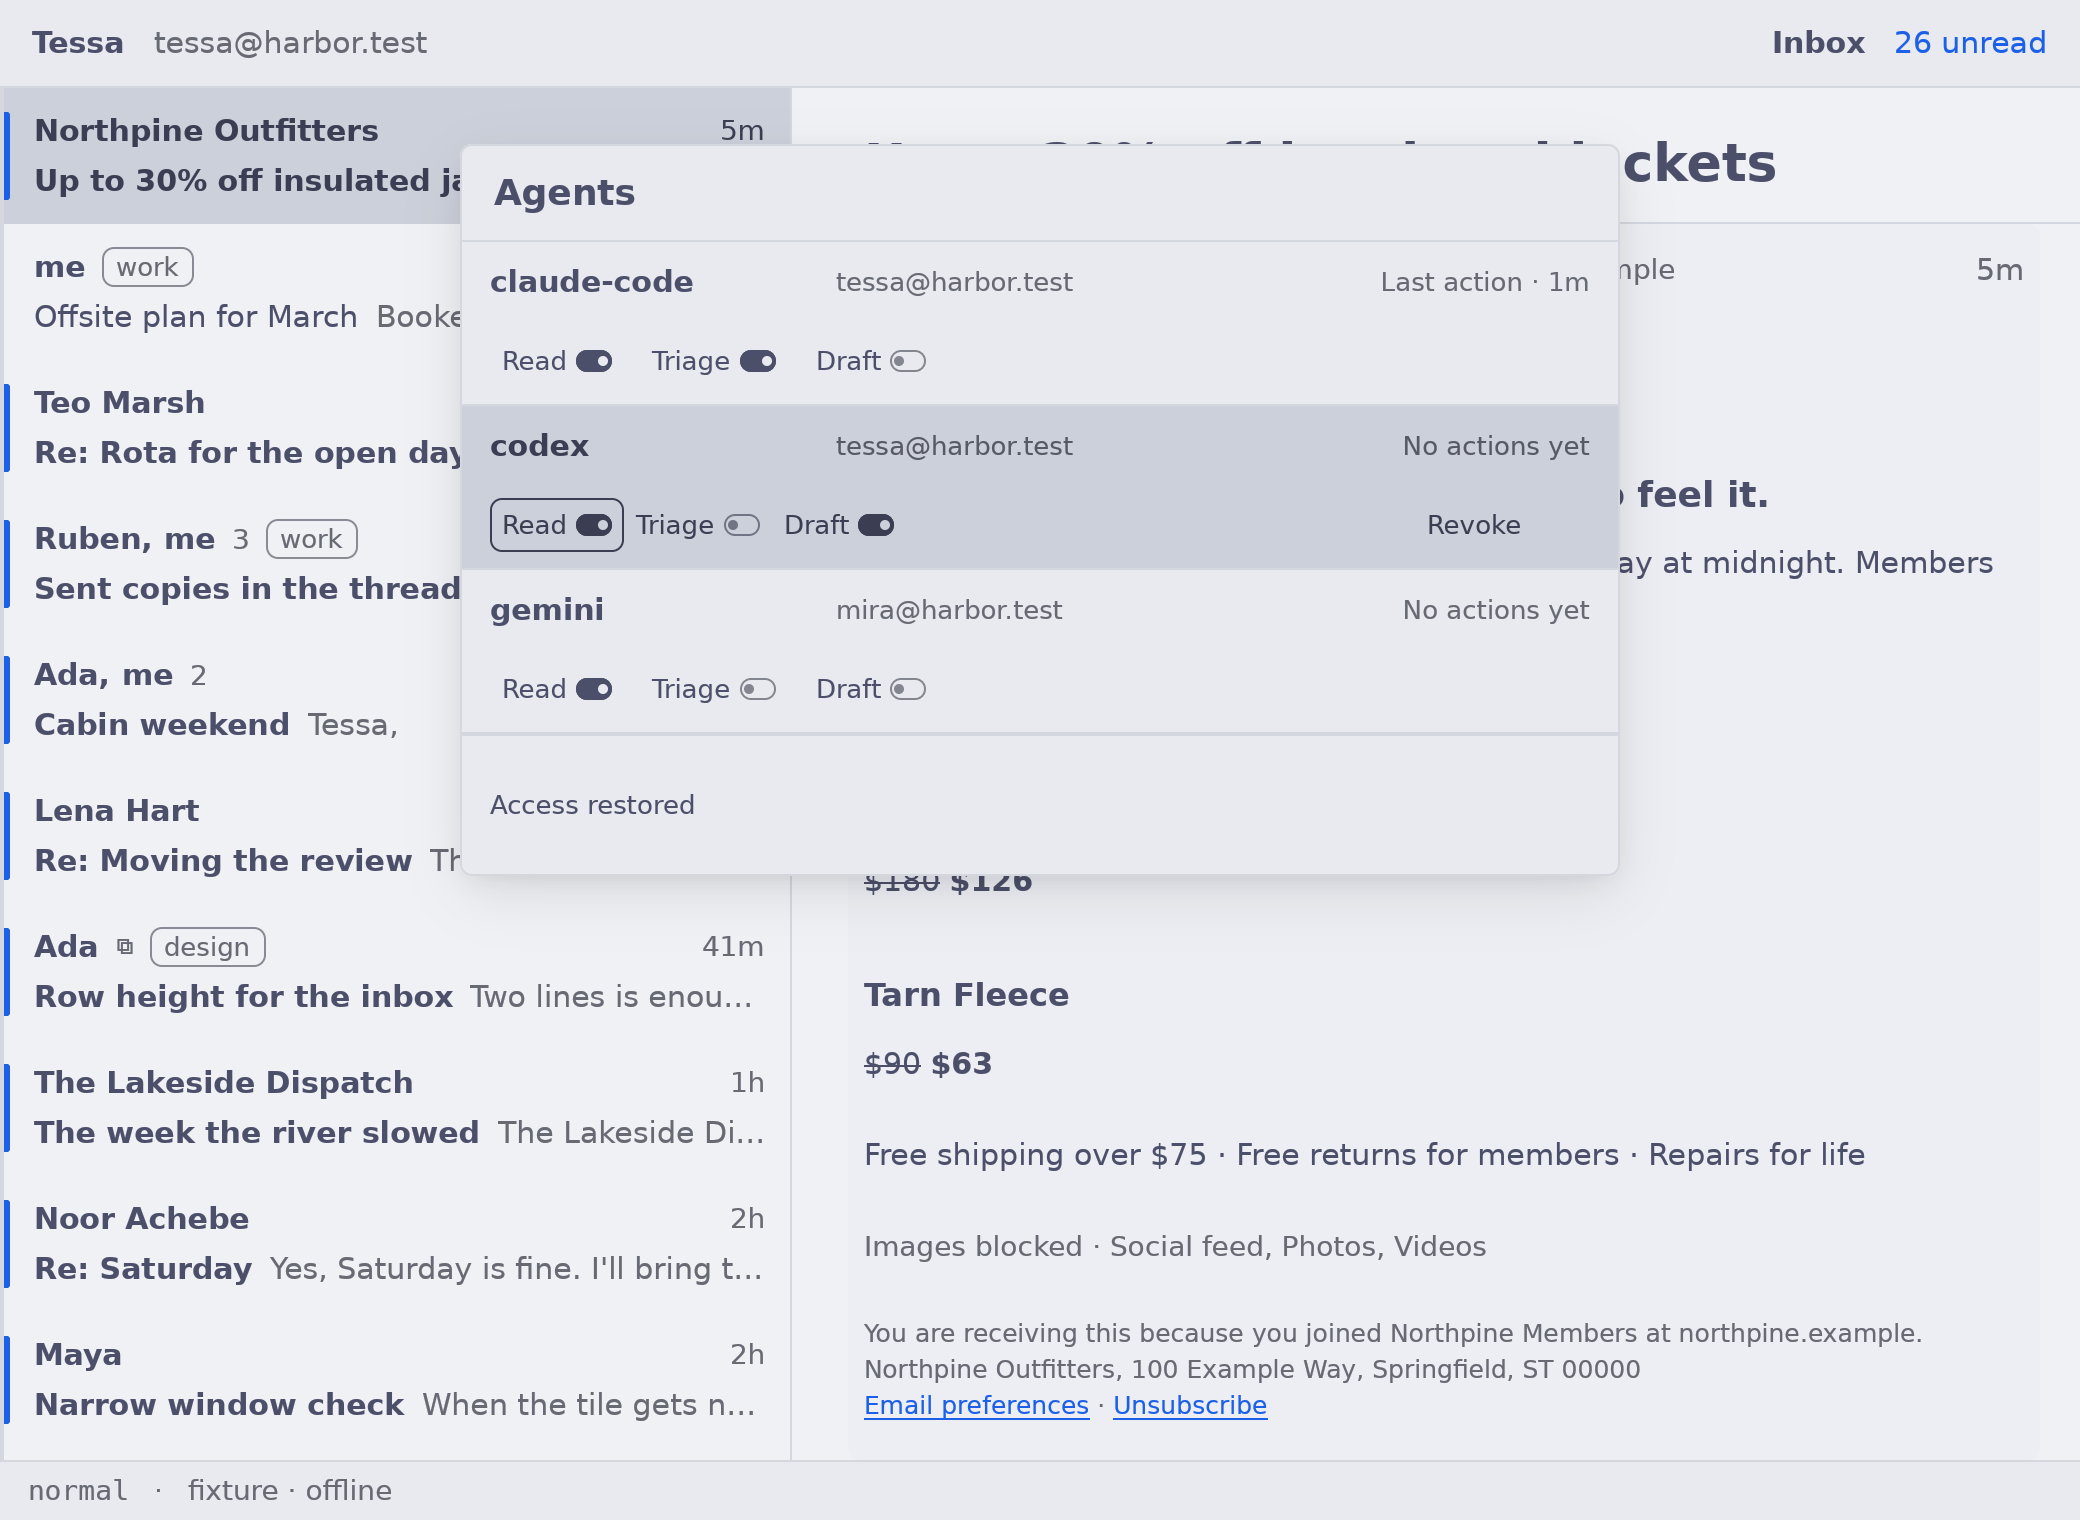 Tessa tessa@harbor.test Inbox 26 unread
Northpine Outfitters 5m
Up to 30% off insulated ja
me work
Offsite plan for March Booke
Teo Marsh
Re: Rota for the open day
Ruben, me 3 work
Sent copies in the thread
Ada, me 2
Cabin weekend Tessa,
Lena Hart
Re: Moving the review Th
Ada design 41m
Row height for the inbox Two lines is enou…
The Lakeside Dispatch 1h
The week the river slowed The Lakeside Di…
Noor Achebe 2h
Re: Saturday Yes, Saturday is fine. I'll bring t…
Maya 2h
Narrow window check When the tile gets n…
Agents
claude-code tessa@harbor.test Last action · 1m
Read Triage Draft
codex tessa@harbor.test No actions yet
Read Triage Draft Revoke
gemini mira@harbor.test No actions yet
Read Triage Draft
Access restored
ckets
mple 5m
feel it.
ay at midnight. Members
$180 $126
Tarn Fleece
$90 $63
Free shipping over $75 · Free returns for members · Repairs for life
Images blocked · Social feed, Photos, Videos
You are receiving this because you joined Northpine Members at northpine.example.
Northpine Outfitters, 100 Example Way, Springfield, ST 00000
Email preferences · Unsubscribe
normal · fixture · offline